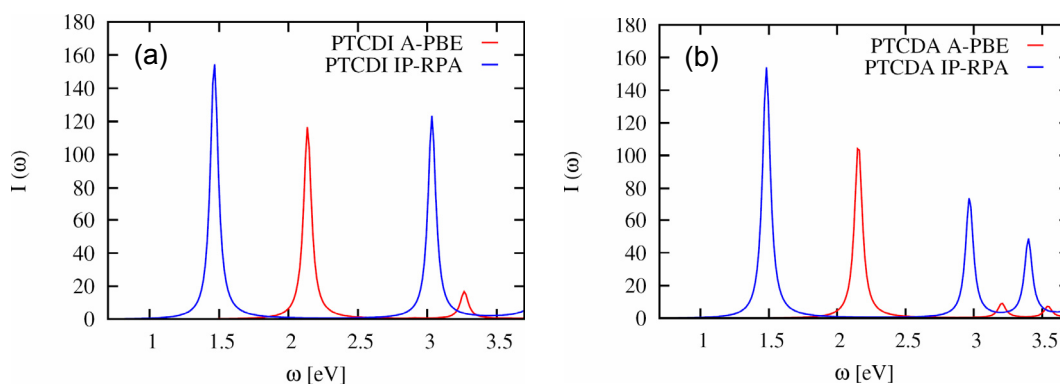 (a)
PTCDI A-PBE
PTCDI IP-RPA
180
160
140
120
100
80
60
40
20
0
I (ω)
1 1.5 2 2.5 3 3.5
ω [eV]
(b)
PTCDA A-PBE
PTCDA IP-RPA
180
160
140
120
100
80
60
40
20
0
I (ω)
1 1.5 2 2.5 3 3.5
ω [eV]